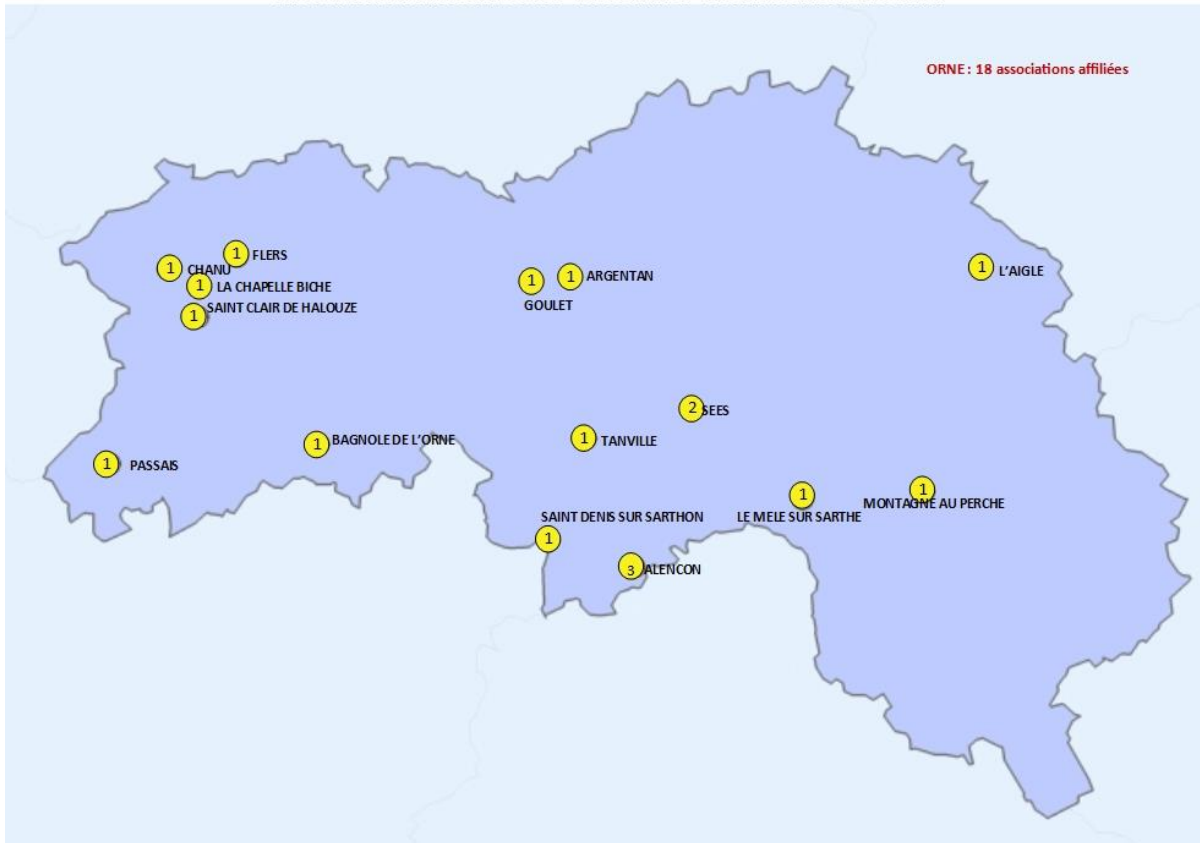 ORNE : 18 associations affiliées
1 FLERS
1 CHANU
1 LA CHAPELLE BICHE
1 SAINT CLAIR DE HALOUZE
1 ARGENTAN
1 GOULET
1 L'AIGLE
2 SEES
1 TANVILLE
1 BAGNOLE DE L'ORNE
1 PASSAIS
1 MONTAGNE AU PERCHE
1 LE MELE SUR SARTHE
1 SAINT DENIS SUR SARTHON
3 ALENCON